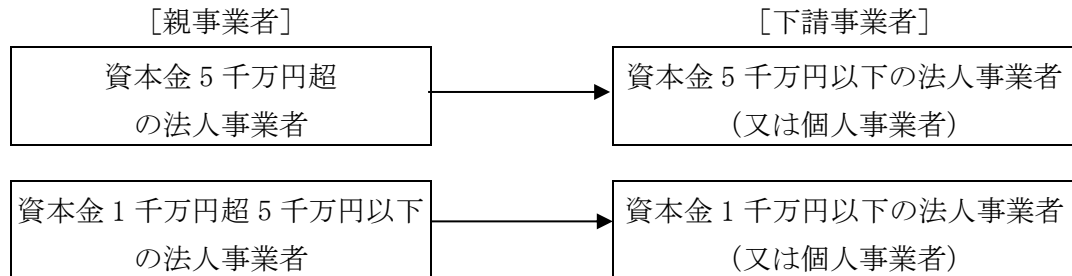 ［親事業者］
［下請事業者］
資本金５千万円超
の法人事業者
資本金５千万円以下の法人事業者
（又は個人事業者）
資本金１千万円超５千万円以下
の法人事業者
資本金１千万円以下の法人事業者
（又は個人事業者）